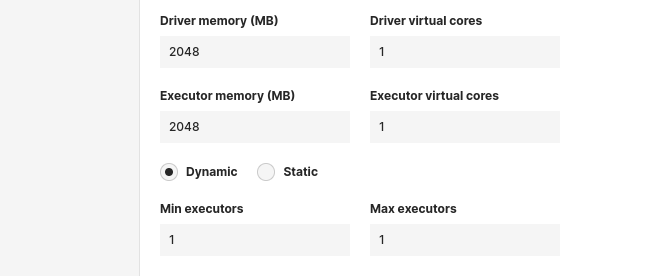 Driver memory (MB) Driver virtual cores
2048 1
Executor memory (MB) Executor virtual cores
2048 1
Dynamic Static
Min executors Max executors
1 1